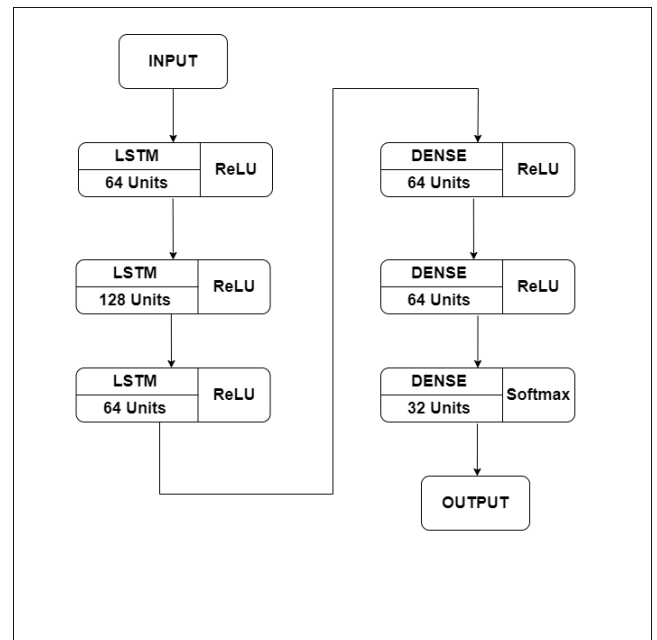 INPUT
LSTM
64 Units
ReLU
LSTM
128 Units
ReLU
LSTM
64 Units
ReLU
DENSE
64 Units
ReLU
DENSE
64 Units
ReLU
DENSE
32 Units
Softmax
OUTPUT